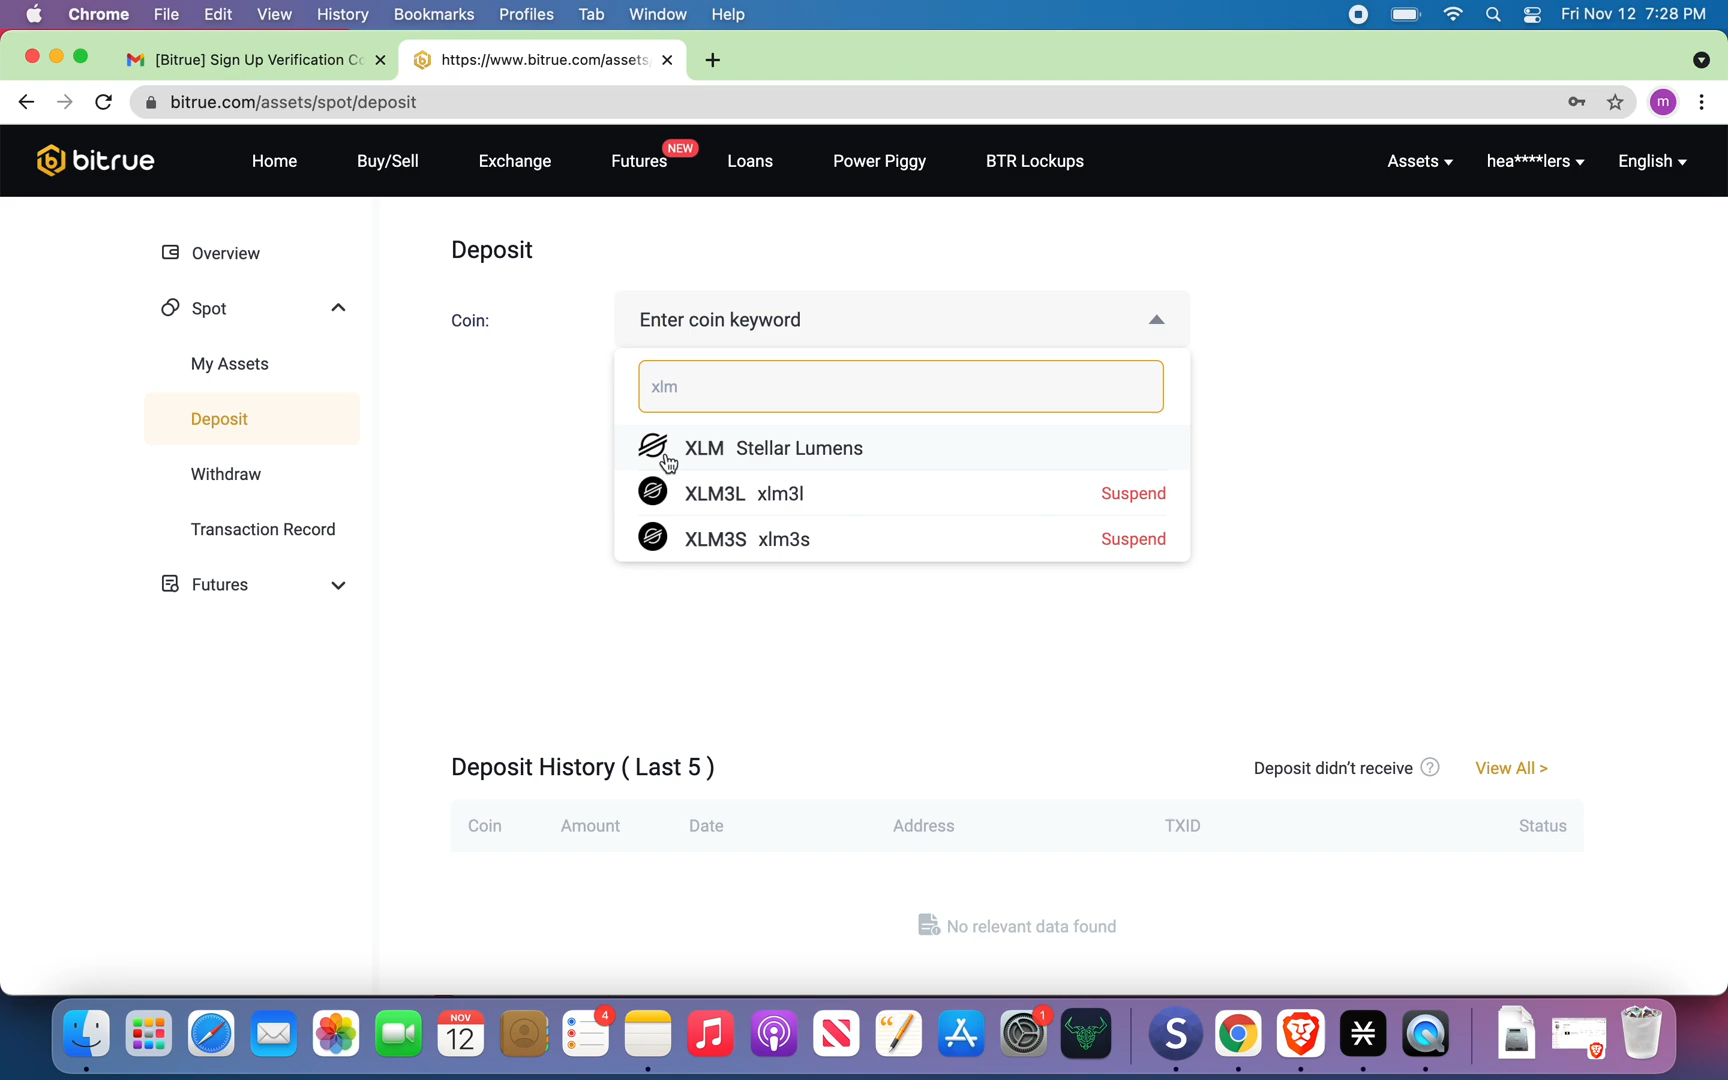 Chrome File Edit View History Bookmarks Profiles Tab Window Help Fri Nov 12 7:28 PM
[Bitrue] Sign Up Verification Co https://www.bitrue.com/assets
bitrue.com/assets/spot/deposit m
bitrue Home Buy/Sell Exchange Futures NEW Loans Power Piggy BTR Lockups Assets hea****lers English
Overview
Spot
My Assets
Deposit
Withdraw
Transaction Record
Futures
Deposit
Coin: Enter coin keyword
xlm
XLM Stellar Lumens
XLM3L xlm3l Suspend
XLM3S xlm3s Suspend
Deposit History ( Last 5 ) Deposit didn't receive ? View All >
Coin Amount Date Address TXID Status
No relevant data found
NOV
12
4
1
S